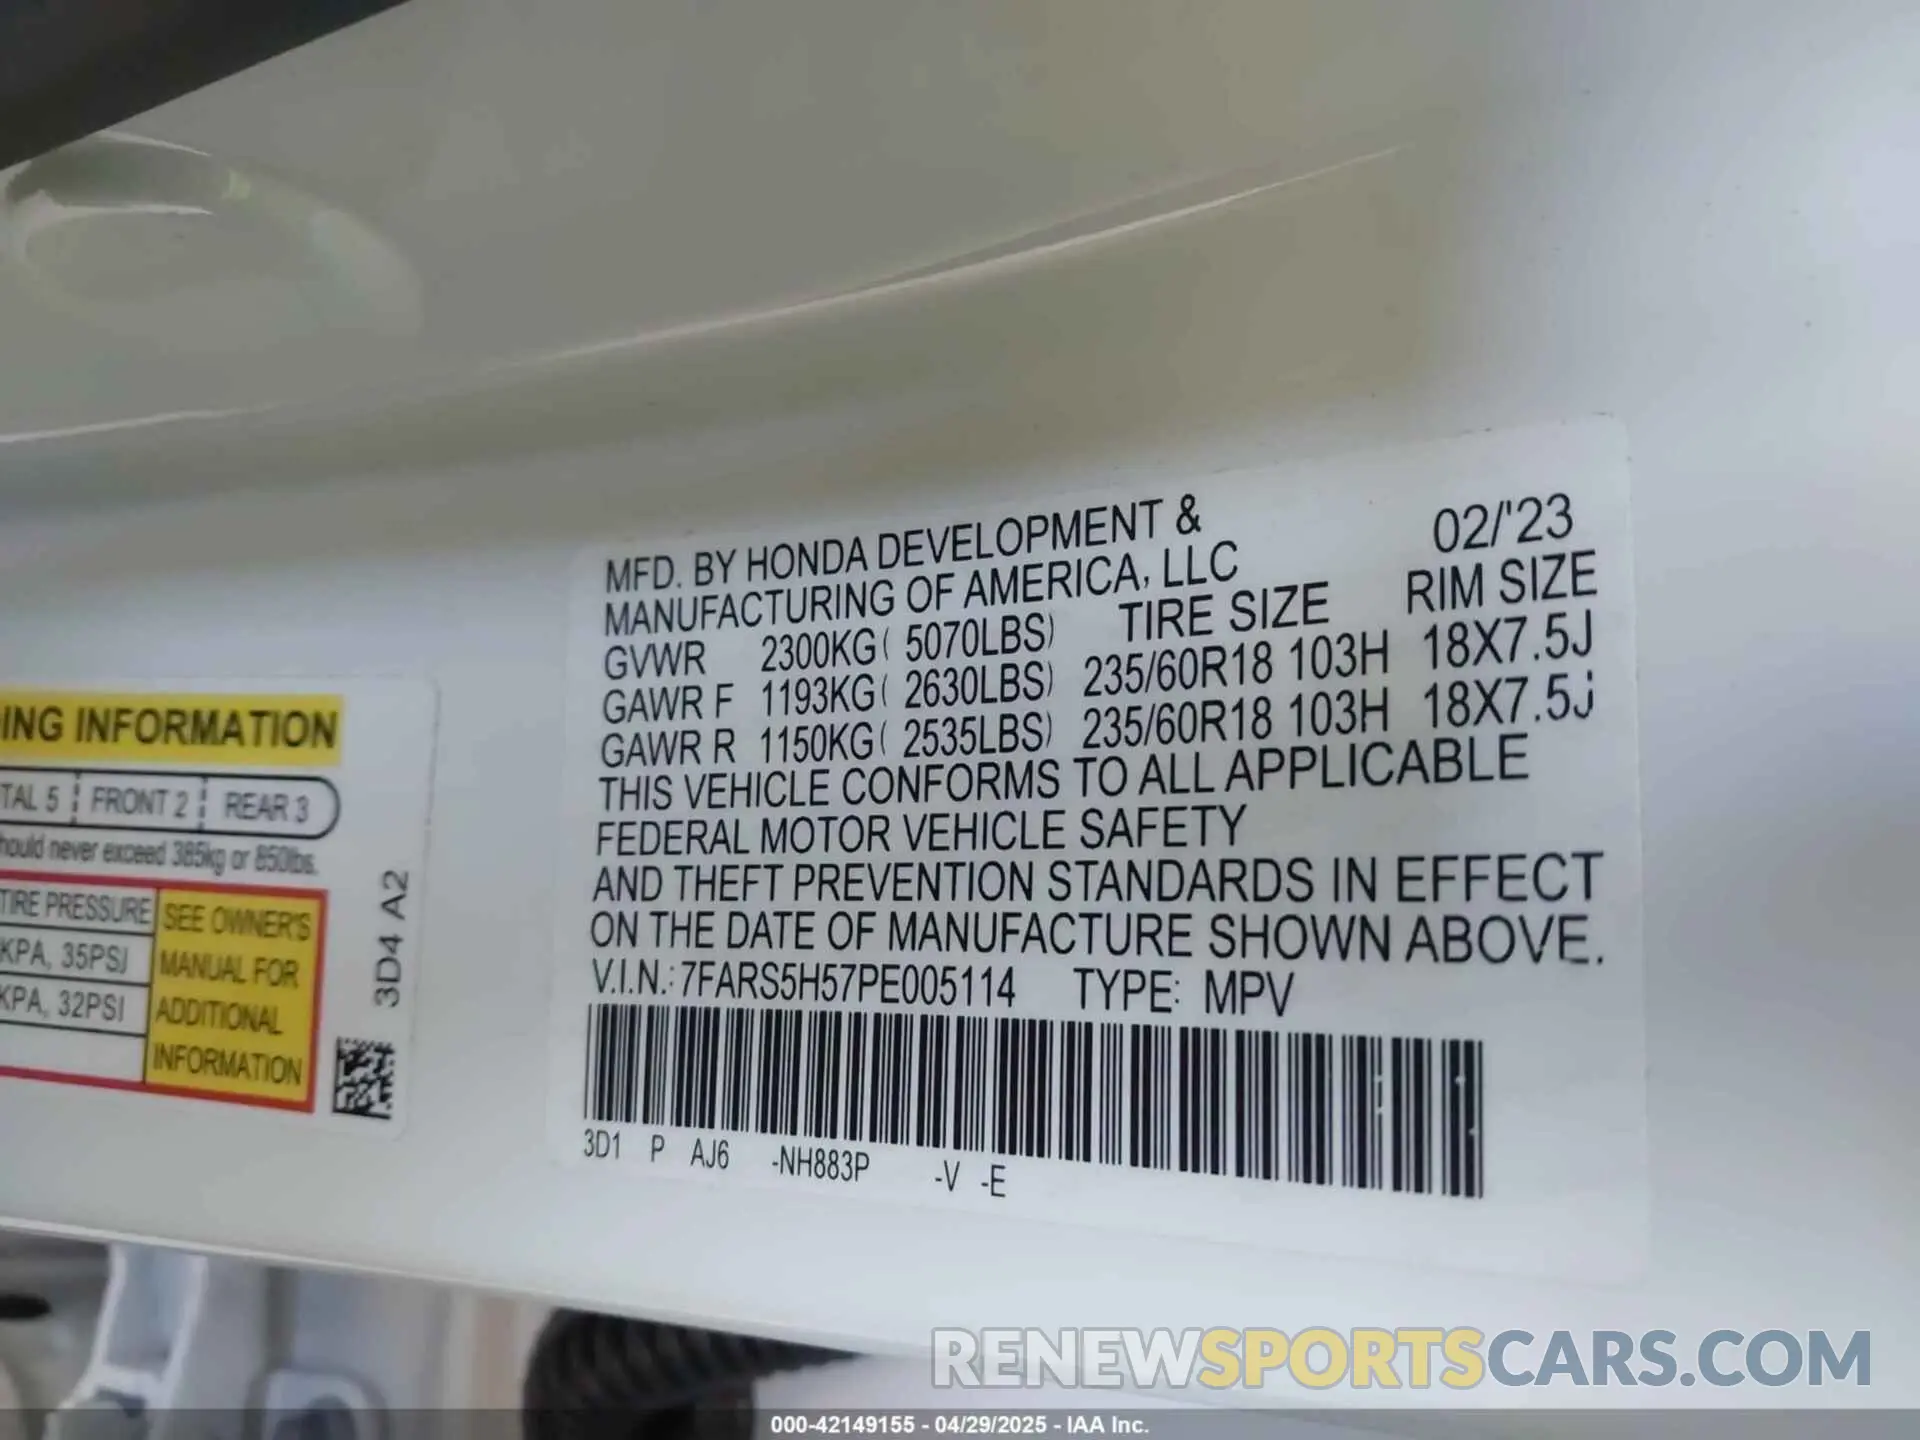 MFD. BY HONDA DEVELOPMENT & 02/'23
MANUFACTURING OF AMERICA, LLC
TIRE SIZE RIM SIZE
GVWR 2300KG( 5070LBS)
GAWR F 1193KG( 2630LBS) 235/60R18 103H 18X7.5J
GAWR R 1150KG( 2535LBS) 235/60R18 103H 18X7.5J
THIS VEHICLE CONFORMS TO ALL APPLICABLE
FEDERAL MOTOR VEHICLE SAFETY
AND THEFT PREVENTION STANDARDS IN EFFECT
ON THE DATE OF MANUFACTURE SHOWN ABOVE.
V.I.N.: 7FARS5H57PE005114 TYPE: MPV
3D1 P AJ6 -NH883P -V -E
INFORMATION
5 FRONT 2 REAR 3
never exceed 385kg or 850lbs.
TIRE PRESSURE
KPA, 35PSI
KPA, 32PSI
SEE OWNER'S
MANUAL FOR
ADDITIONAL
INFORMATION
3D4 A2
RENEWSPORTSCARS.COM
000-42149155 - 04/29/2025 - IAA Inc.